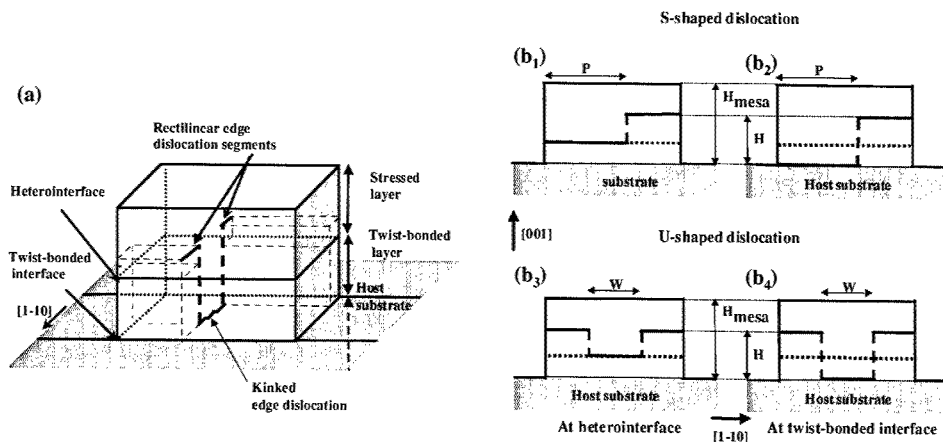 (a)
Rectilinear edge
dislocation segments
Heterointerface
Twist-bonded
interface
[1-10]
Stressed
layer
Twist-bonded
layer
Host
substrate
Kinked
edge dislocation
S-shaped dislocation
(b1)
P
Hmesa
H
substrate
(b2)
P
Host substrate
[001]
U-shaped dislocation
(b3)
W
Hmesa
H
Host substrate
At heterointerface
(b4)
W
Host substrate
[1-10]
At twist-bonded interface